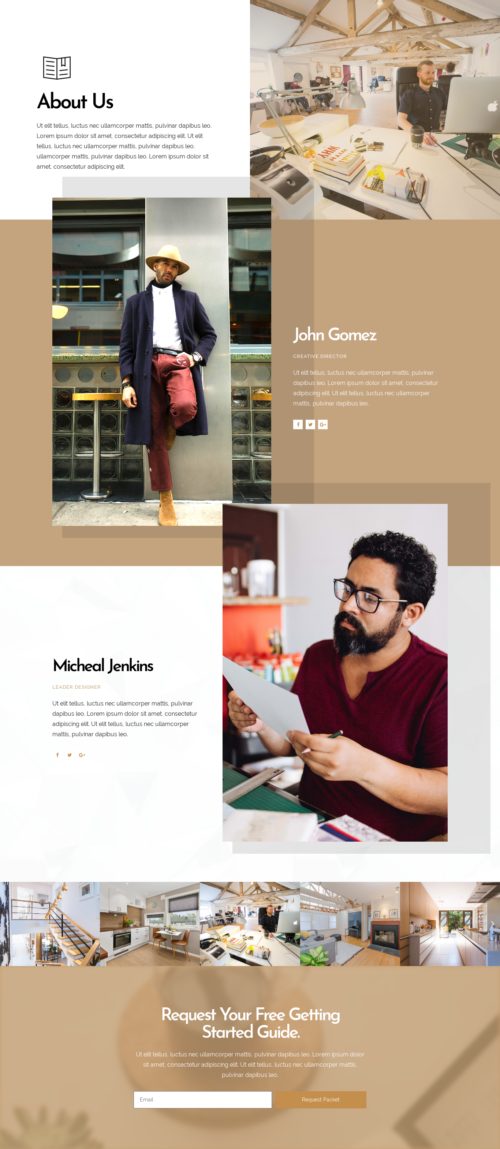 About Us
Ut elit tellus, luctus nec ullamcorper mattis, pulvinar dapibus leo.
Lorem ipsum dolor sit amet, consectetur adipiscing elit. Ut elit
tellus, luctus nec ullamcorper mattis, pulvinar dapibus leo.
ullamcorper mattis, pulvinar dapibus leo. Lorem ipsum dolor sit
amet, consectetur adipiscing elit.
John Gomez
CREATIVE DIRECTOR
Ut elit tellus, luctus nec ullamcorper mattis, pulvinar
dapibus leo. Lorem ipsum dolor sit amet, consectetur
adipiscing elit. Ut elit tellus, luctus nec ullamcorper
mattis, pulvinar dapibus leo.
Micheal Jenkins
LEADER DESIGNER
Ut elit tellus, luctus nec ullamcorper mattis, pulvinar
dapibus leo. Lorem ipsum dolor sit amet, consectetur
adipiscing elit. Ut elit tellus, luctus nec ullamcorper
mattis, pulvinar dapibus leo.
Request Your Free Getting
Started Guide.
Ut elit tellus, luctus nec ullamcorper mattis, pulvinar dapibus leo. Lorem ipsum dolor
sit amet, consectetur adipiscing elit. Ut elit tellus, luctus nec ullamcorper mattis,
pulvinar dapibus leo.
Email
Request Packet